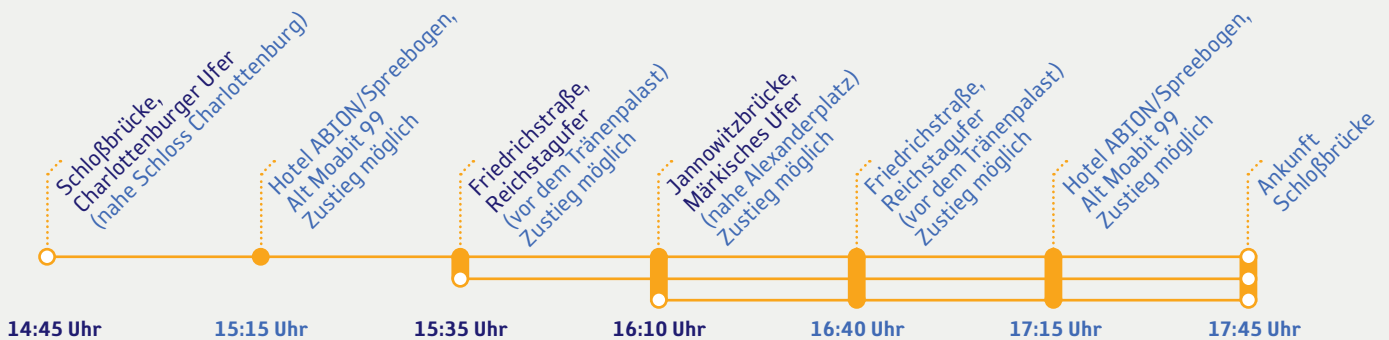 Schloßbrücke,
Charlottenburger Ufer
(nahe Schloss Charlottenburg)
Hotel ABION/Spreebogen,
Alt Moabit 99
Zustieg möglich
Friedrichstraße,
Reichstagufer
(vor dem Tränenpalast)
Zustieg möglich
Jannowitzbrücke,
Märkisches Ufer
(nahe Alexanderplatz)
Zustieg möglich
Friedrichstraße,
Reichstagufer
(vor dem Tränenpalast)
Zustieg möglich
Hotel ABION/Spreebogen,
Alt Moabit 99
Zustieg möglich
Ankunft
Schloßbrücke
14:45 Uhr
15:15 Uhr
15:35 Uhr
16:10 Uhr
16:40 Uhr
17:15 Uhr
17:45 Uhr